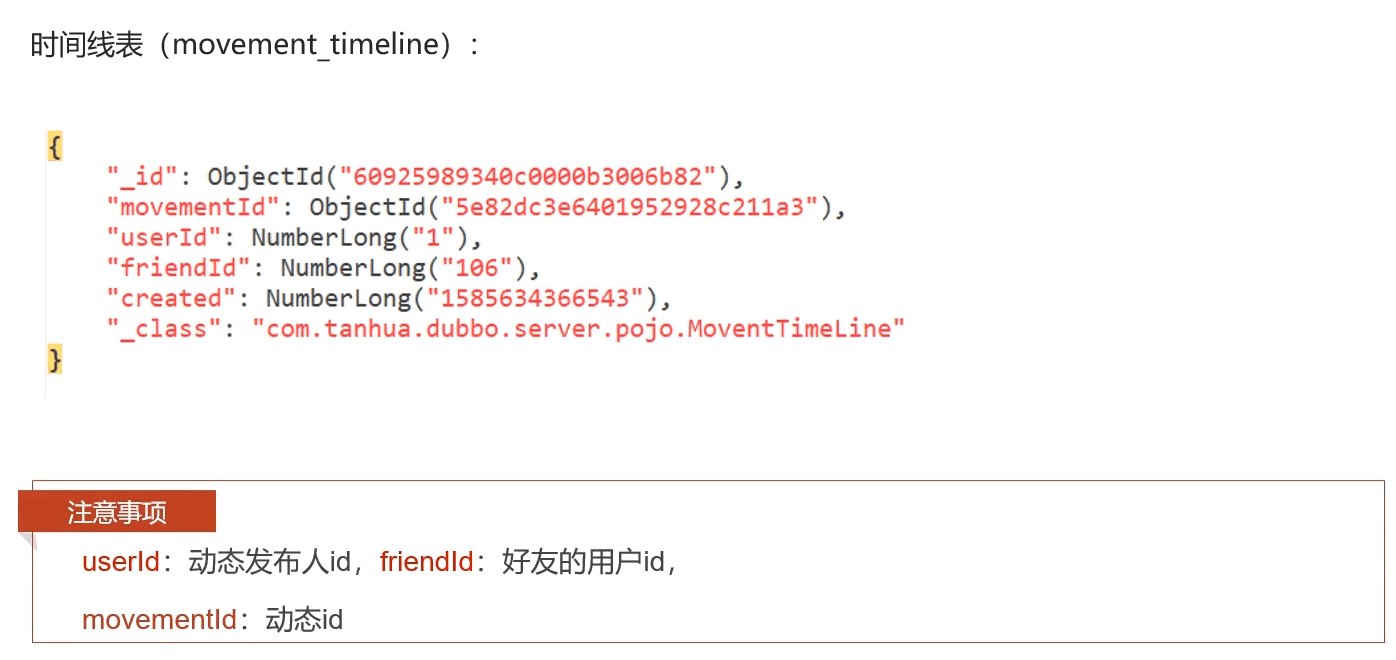 时间线表（movement_timeline）:
{
"_id": ObjectId("60925989340c0000b3006b82"),
"movementId": ObjectId("5e82dc3e6401952928c211a3"),
"userId": NumberLong("1"),
"friendId": NumberLong("106"),
"created": NumberLong("1585634366543"),
"_class": "com.tanhua.dubbo.server.pojo.MoventTimeLine"
}
注意事项
userId：动态发布人id，friendId：好友的用户id，
movementId：动态id